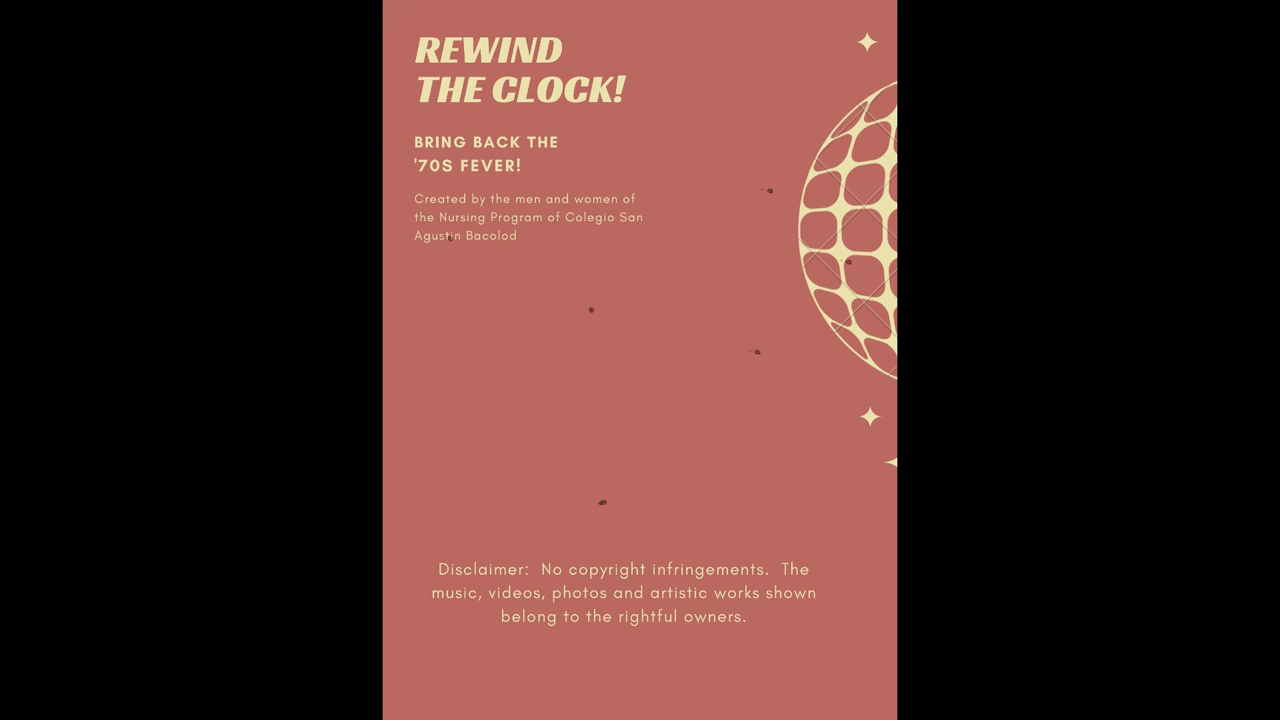 REWIND
THE CLOCK!
BRING BACK THE
'70S FEVER!
Created by the men and women of
the Nursing Program of Colegio San
Agustin Bacolod
Disclaimer: No copyright infringements. The
music, videos, photos and artistic works shown
belong to the rightful owners.